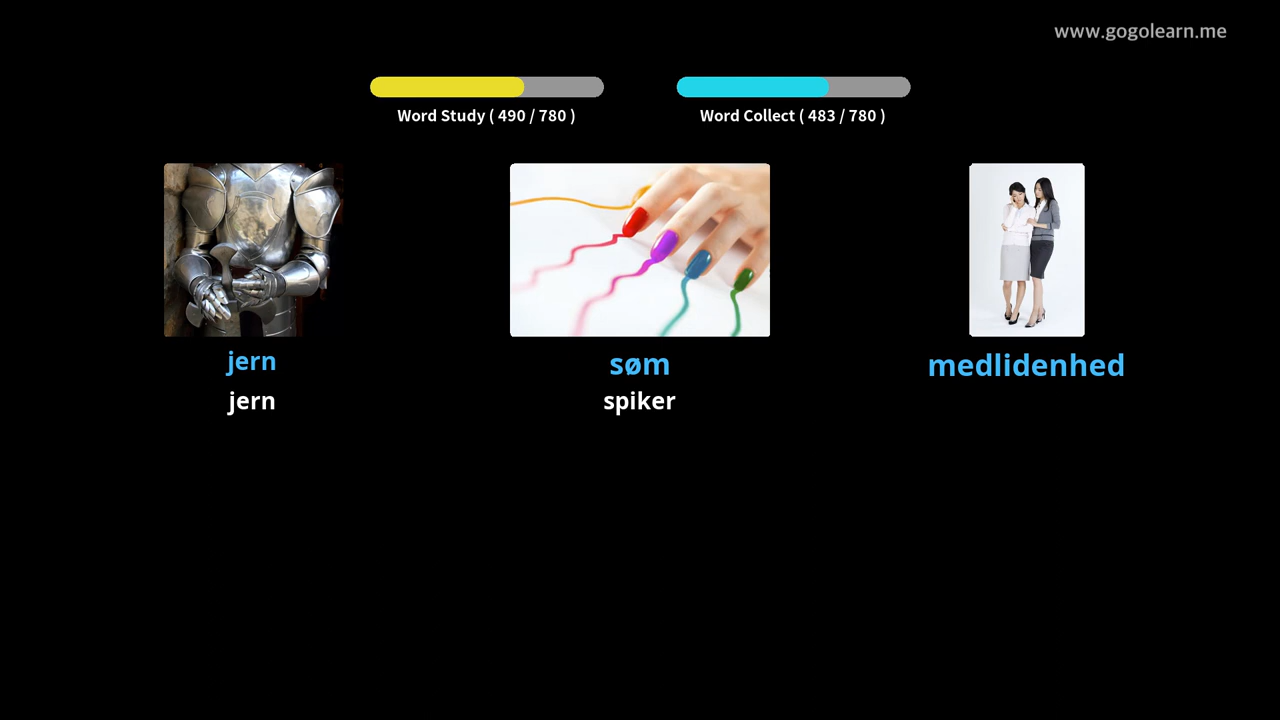 www.gogolearn.me
Word Study ( 490 / 780 )
Word Collect ( 483 / 780 )
jern
jern
søm
spiker
medlidenhed